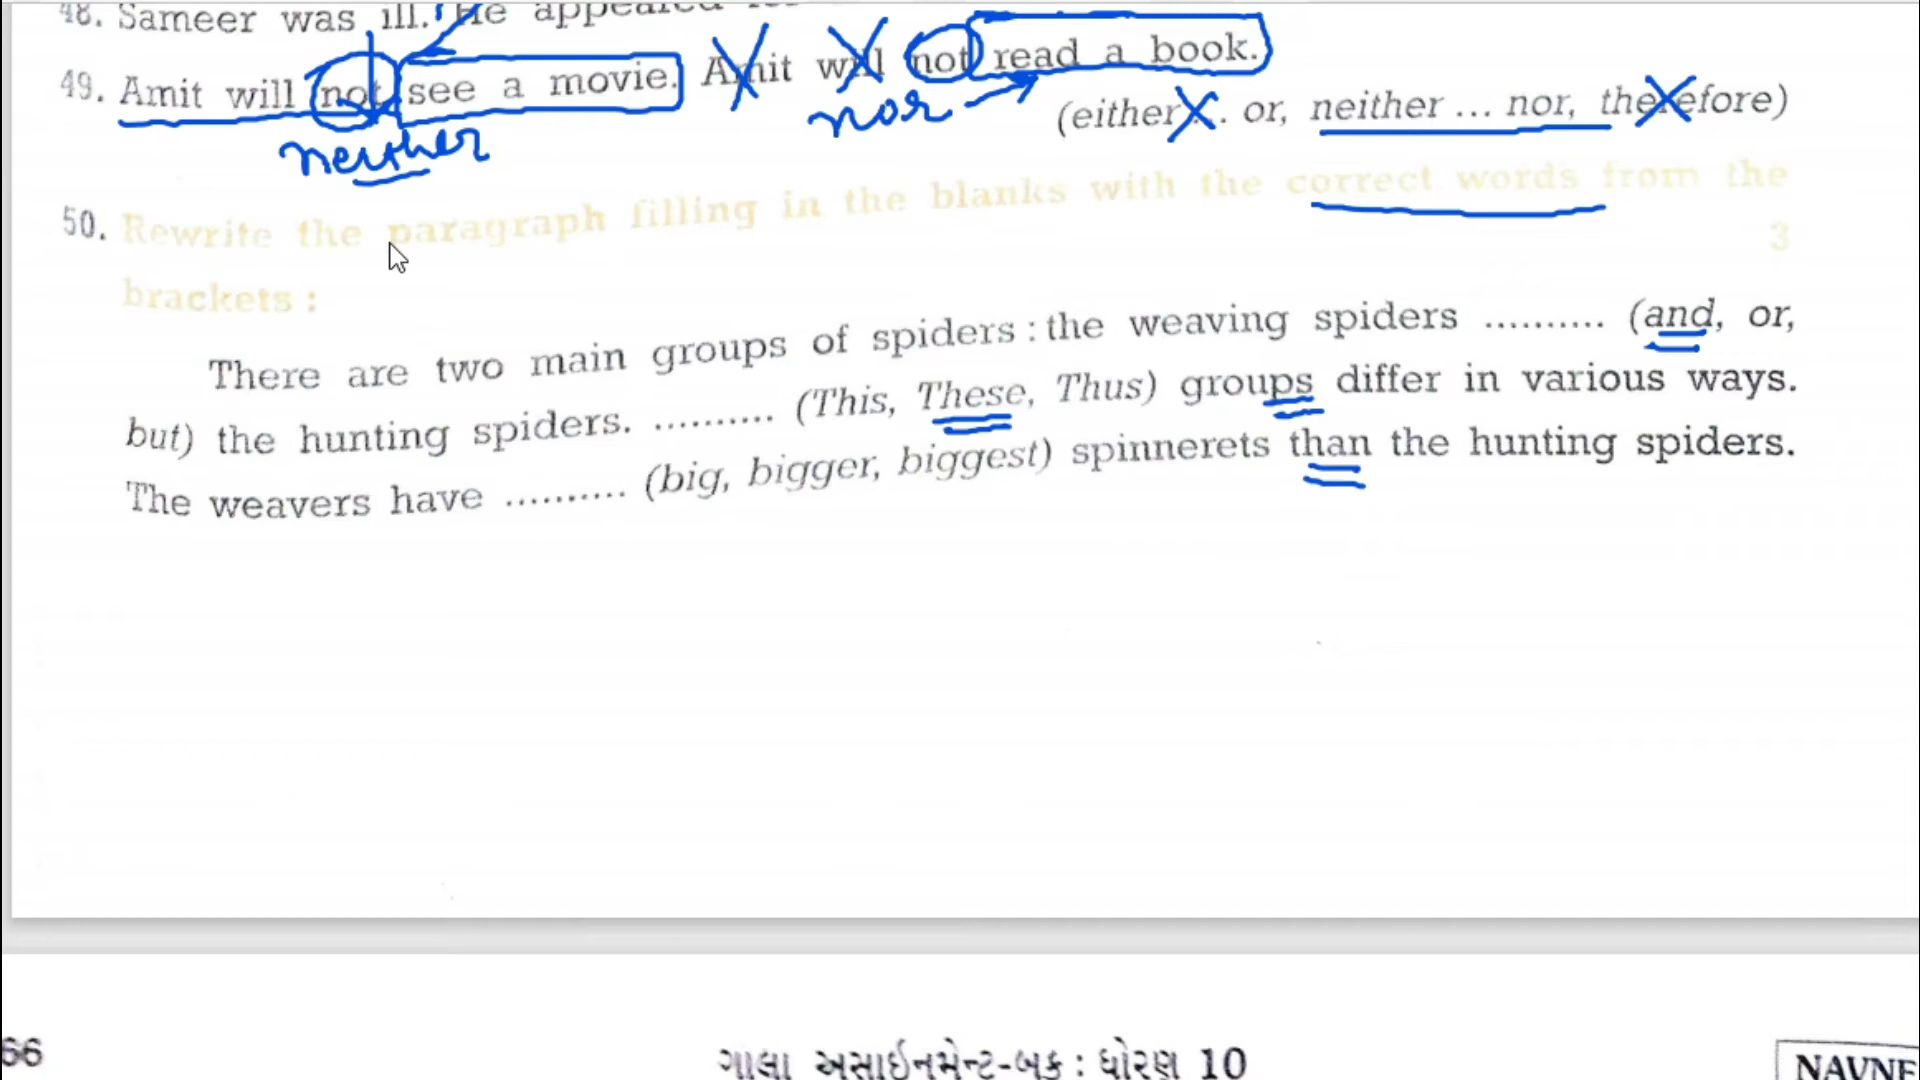 48. Sameer was ill. He appeared
49. Amit will not see a movie. Amit will not read a book.
neither nor
(either ... or, neither ... nor, therefore)
50. Rewrite the paragraph filling in the blanks with the correct words from the
brackets : 3
There are two main groups of spiders : the weaving spiders .......... (and, or,
but) the hunting spiders. .......... (This, These, Thus) groups differ in various ways.
The weavers have .......... (big, bigger, biggest) spinnerets than the hunting spiders.
66 ગાલા અસાઇનમેન્ટ-બુક : ધોરણ 10